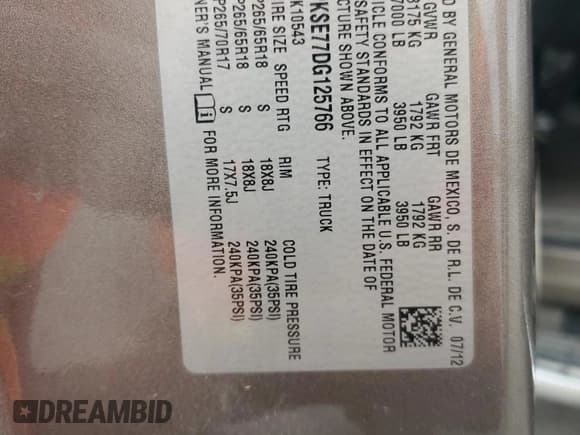 D BY GENERAL MOTORS DE MEXICO, S. DE R.L. DE C.V. 07/12
GVWR GAWR FRT GAWR RR
3175 KG 1792 KG 1792 KG
7000 LB 3950 LB 3950 LB
ICLE CONFORMS TO ALL APPLICABLE U.S. FEDERAL MOTOR
SAFETY STANDARDS IN EFFECT ON THE DATE OF
CTURE SHOWN ABOVE.
KSE77DG125766 TYPE: TRUCK
K10543
IRE SIZE SPEED RTG RIM COLD TIRE PRESSURE
P265/65R18 S 18X8J 240KPA(35PSI)
P265/65R18 S 18X8J 240KPA(35PSI)
P265/70R17 S 17X7.5J 240KPA(35PSI)
NER'S MANUAL i FOR MORE INFORMATION.
DREAMBID